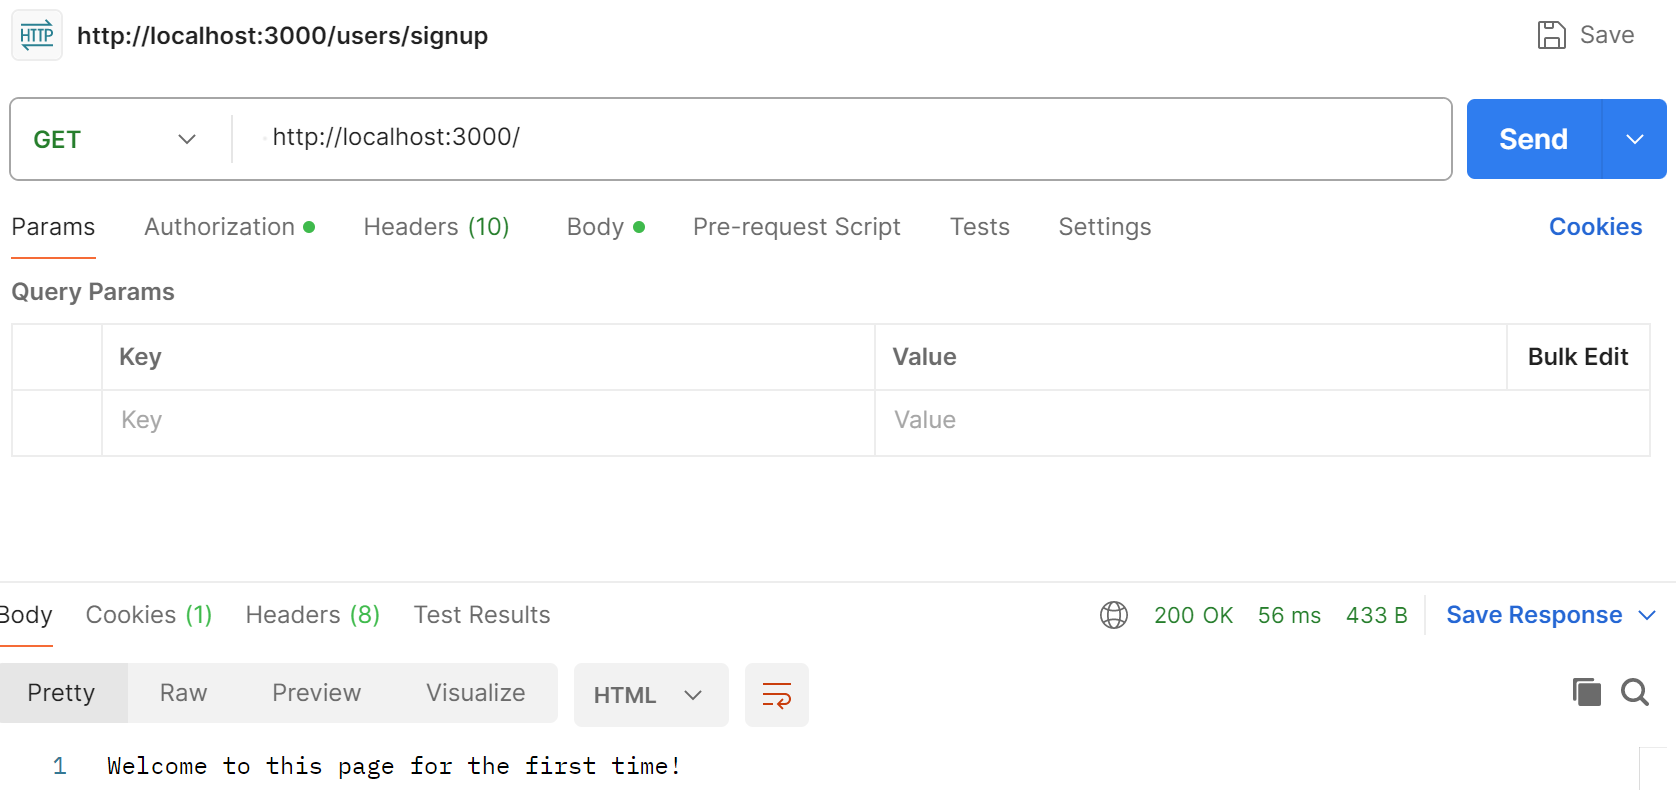 HTTP http://localhost:3000/users/signup Save
GET http://localhost:3000/ Send
Params Authorization Headers (10) Body Pre-request Script Tests Settings Cookies
Query Params
Key Value Bulk Edit
Key Value
Body Cookies (1) Headers (8) Test Results 200 OK 56 ms 433 B Save Response
Pretty Raw Preview Visualize HTML
1 Welcome to this page for the first time!